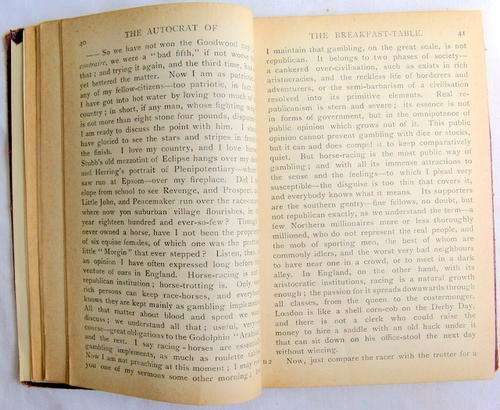 40
THE AUTOCRAT OF
—— So we have not won the Goodwood cup; au
contraire, we were a "bad fifth," if not worse than
that; and trying it again, and the third time, has not
yet bettered the matter. Now I am as patriotic as
any of my fellow-citizens—too patriotic, in fact, for
I have got into hot water by loving too much of my
country; in short, if any man, whose fighting weight
is not more than eight stone four pounds, disputes it,
I am ready to discuss the point with him. I should
have gloried to see the stars and stripes in front at
the finish. I love my country, and I love horses.
Stubb's old mezzotint of Eclipse hangs over my desk,
and Herring's portrait of Plenipotentiary—whom I
saw run at Epsom—over my fireplace. Did I not
elope from school to see Revenge, and Prospect, and
Little John, and Peacemaker run over the race-course
where now yon suburban village flourishes, in the
year eighteen hundred and ever-so-few? Though I
never owned a horse, have I not been the proprietor
of six equine females, of which one was the prettiest
little "Morgin" that ever stepped? Listen, then, to
an opinion I have often expressed long before this
venture of ours in England. Horse-racing is not a
republican institution; horse-trotting is. Only very
rich persons can keep race-horses, and everybody
knows they are kept mainly as gambling implements.
All that matter about blood and speed we won't
discuss; we understand all that; useful, very,—of
course—great obligations to the Godolphin "Arabian,"
and the rest. I say racing-horses are essentially
gambling implements, as much as roulette tables.
Now I am not preaching at this moment; I may read
you one of my sermons some other morning; but
THE BREAKFAST-TABLE.
41
I maintain that gambling, on the great scale, is not
republican. It belongs to two phases of society—
a cankered over-civilisation, such as exists in rich
aristocracies, and the reckless life of borderers and
adventurers, or the semi-barbarism of a civilisation
resolved into its primitive elements. Real re-
publicanism is stern and severe; its essence is not
in forms of government, but in the omnipotence of
public opinion which grows out of it. This public
opinion cannot prevent gambling with dice or stocks,
but it can and does compel it to keep comparatively
quiet. But horse-racing is the most public way of
gambling; and with all its immense attractions to
the sense and the feelings—to which I plead very
susceptible—the disguise is too thin that covers it,
and everybody knows what it means. Its supporters
are the southern gentry—fine fellows, no doubt, but
not republican exactly, as we understand the term—a
few Northern millionaires more or less thoroughly
millioned, who do not represent the real people, and
the mob of sporting men, the best of whom are
commonly idlers, and the worst very bad neighbours
to have near one in a crowd, or to meet in a dark
alley. In England, on the other hand, with its
aristocratic institutions, racing is a natural growth
enough; the passion for it spreads downwards through
all classes, from the queen to the costermonger.
London is like a shell corn-cob on the Derby Day,
and there is not a clerk who could raise the
money to hire a saddle with an old hack under it
that can sit down on his office-stool the next day
without wincing.
Now, just compare the racer with the trotter for a
B 2